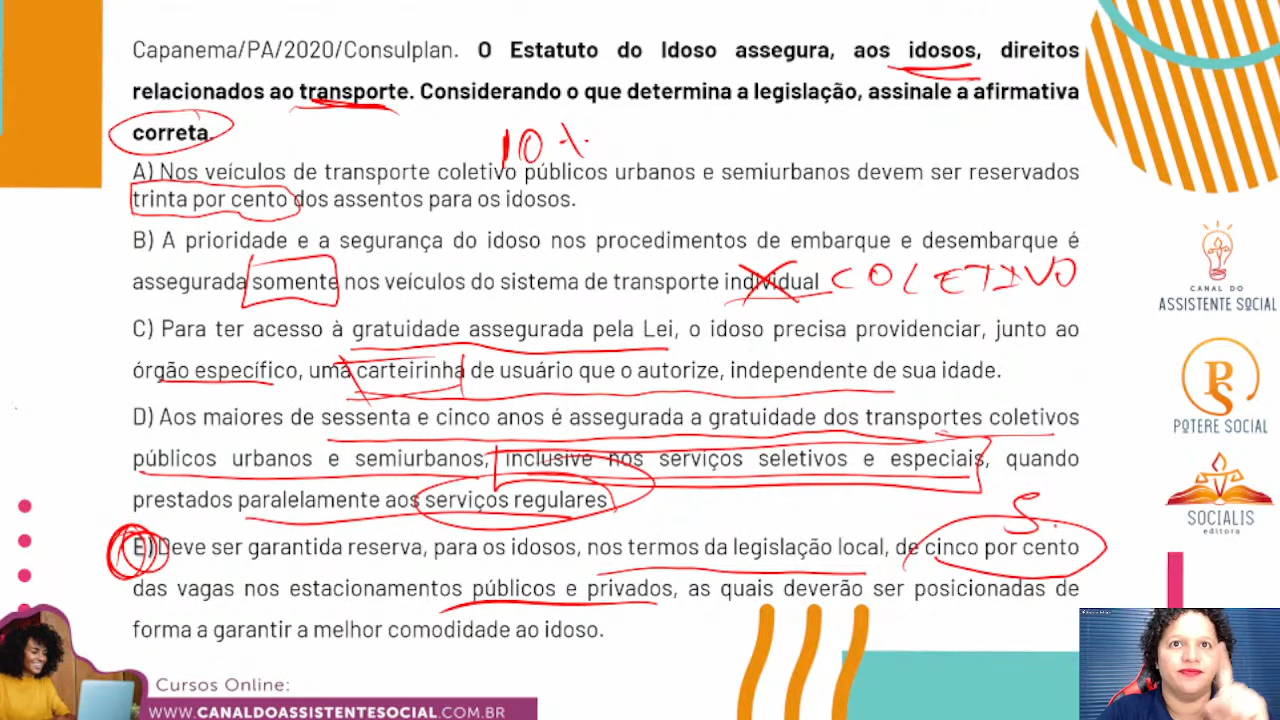 Capanema/PA/2020/Consulplan. O Estatuto do Idoso assegura, aos idosos, direitos
relacionados ao transporte. Considerando o que determina a legislação, assinale a afirmativa
correta.
10 %
A) Nos veículos de transporte coletivo públicos urbanos e semiurbanos devem ser reservados
trinta por cento dos assentos para os idosos.
B) A prioridade e a segurança do idoso nos procedimentos de embarque e desembarque é
assegurada somente nos veículos do sistema de transporte individual COLETIVO
C) Para ter acesso à gratuidade assegurada pela Lei, o idoso precisa providenciar, junto ao
órgão específico, uma carteirinha de usuário que o autorize, independente de sua idade.
D) Aos maiores de sessenta e cinco anos é assegurada a gratuidade dos transportes coletivos
públicos urbanos e semiurbanos, inclusive nos serviços seletivos e especiais, quando
prestados paralelamente aos serviços regulares
E) Deve ser garantida reserva, para os idosos, nos termos da legislação local, de cinco por cento
das vagas nos estacionamentos públicos e privados, as quais deverão ser posicionadas de
forma a garantir a melhor comodidade ao idoso.
CANAL DO
ASSISTENTE SOCIAL
PS
POTERE SOCIAL
SOCIALIS
editora
Cursos Online:
WWW.CANALDOASSISTENTESOCIAL.COM.BR